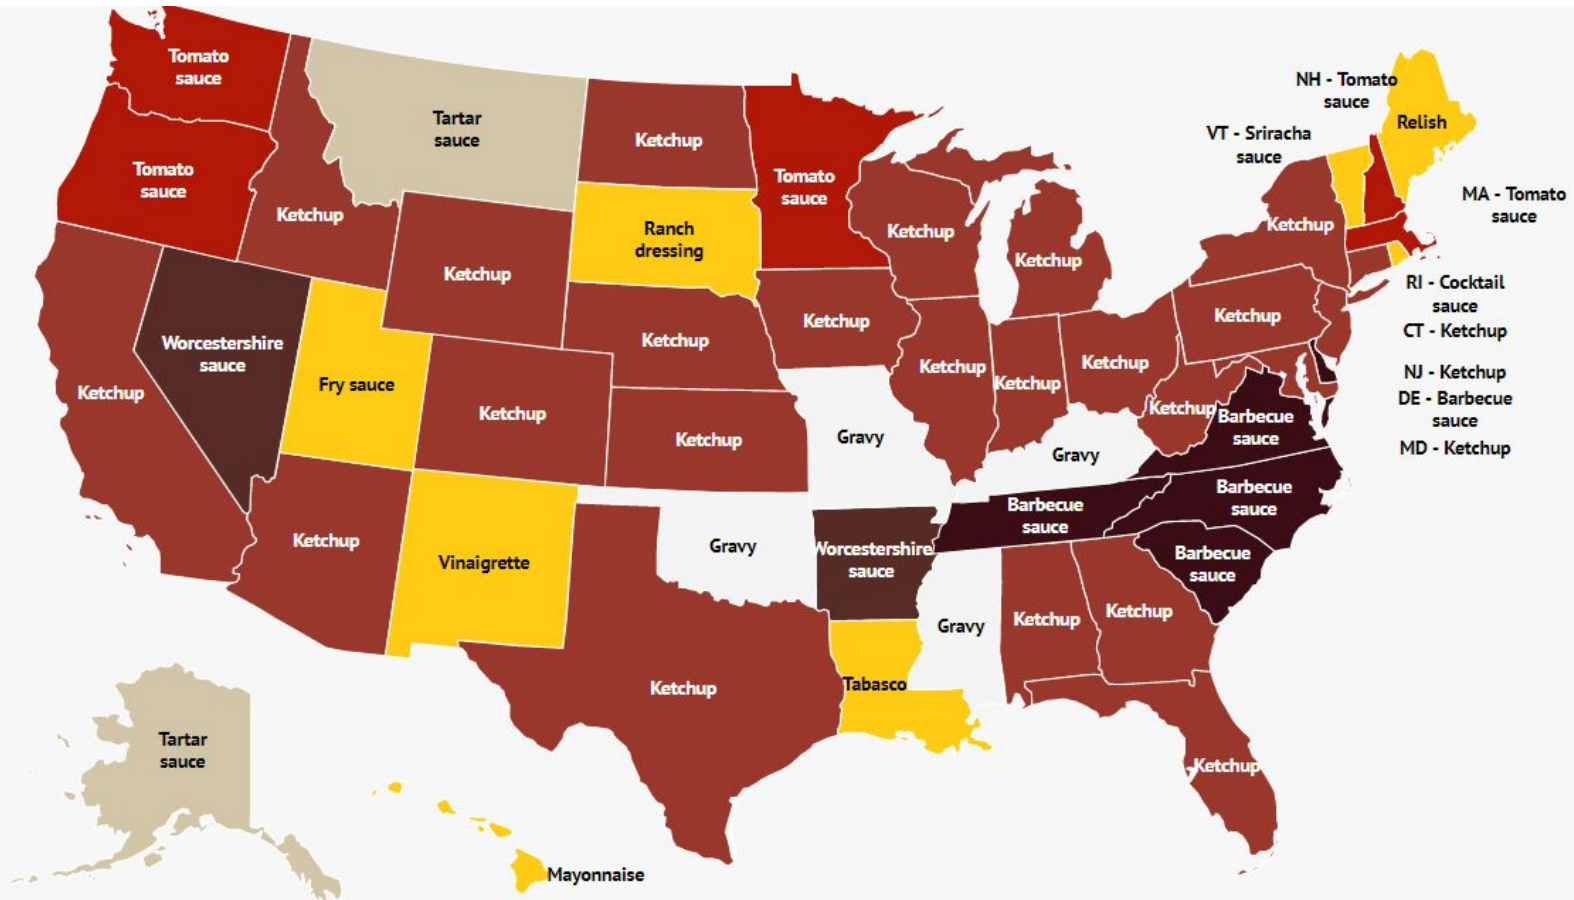 Tomato
sauce
Tomato
sauce
Ketchup
Tartar
sauce
Ketchup
Tomato
sauce
Ranch
dressing
Ketchup
Ketchup
Worcestershire
sauce
Fry sauce
Ketchup
Ketchup
Ketchup
Ketchup
Ketchup
Ketchup
Ketchup
Ketchup
Ketchup
Ketchup
Ketchup
Ketchup
Ketchup
NH - Tomato
sauce
VT - Sriracha
sauce
Relish
MA - Tomato
sauce
RI - Cocktail
sauce
CT - Ketchup
NJ - Ketchup
DE - Barbecue
sauce
MD - Ketchup
Gravy
Gravy
Barbecue
sauce
Barbecue
sauce
Barbecue
sauce
Barbecue
sauce
Ketchup
Vinaigrette
Gravy
Worcestershire
sauce
Gravy
Ketchup
Ketchup
Ketchup
Tabasco
Ketchup
Tartar
sauce
Mayonnaise